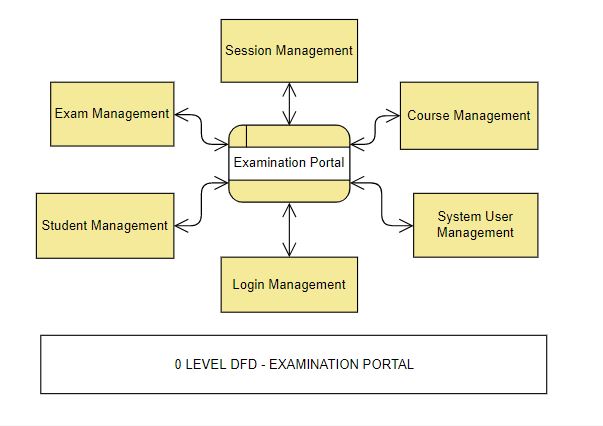 Session Management
Exam Management
Course Management
Examination Portal
Student Management
System User
Management
Login Management
0 LEVEL DFD - EXAMINATION PORTAL